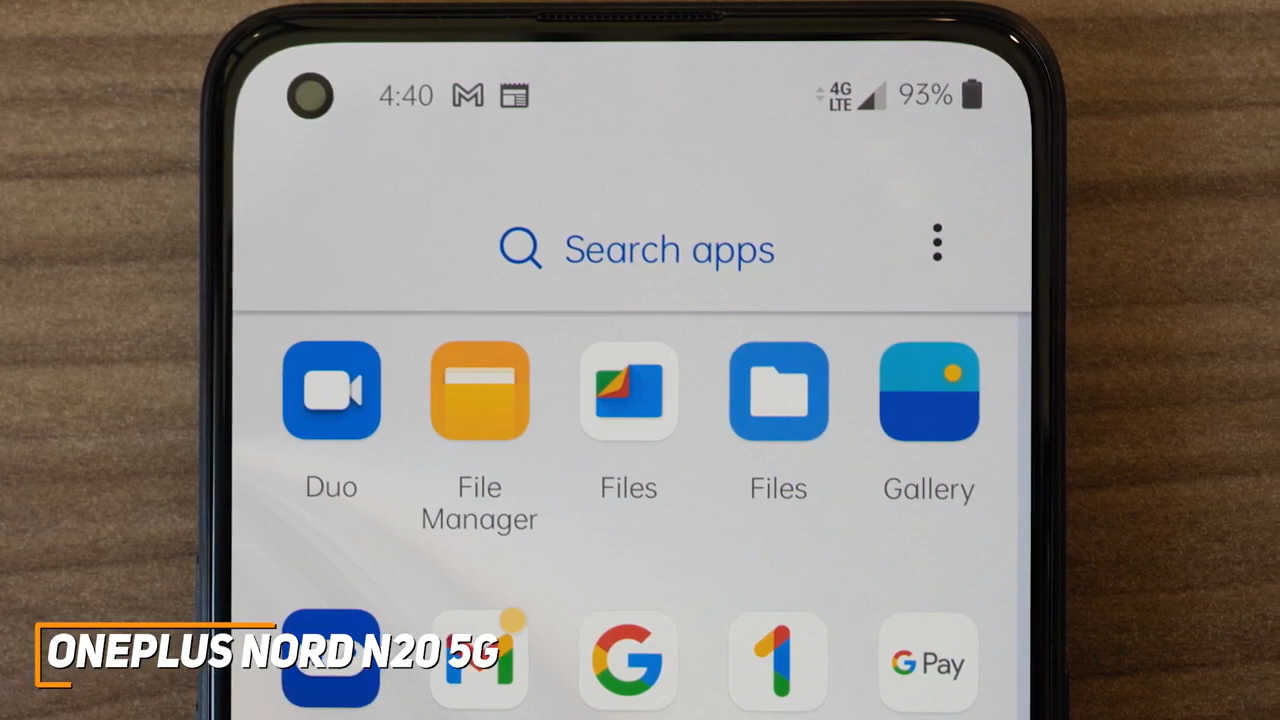 4:40
4G
LTE
93%
Search apps
Duo
File
Manager
Files
Files
Gallery
G Pay
ONEPLUS NORD N20 5G